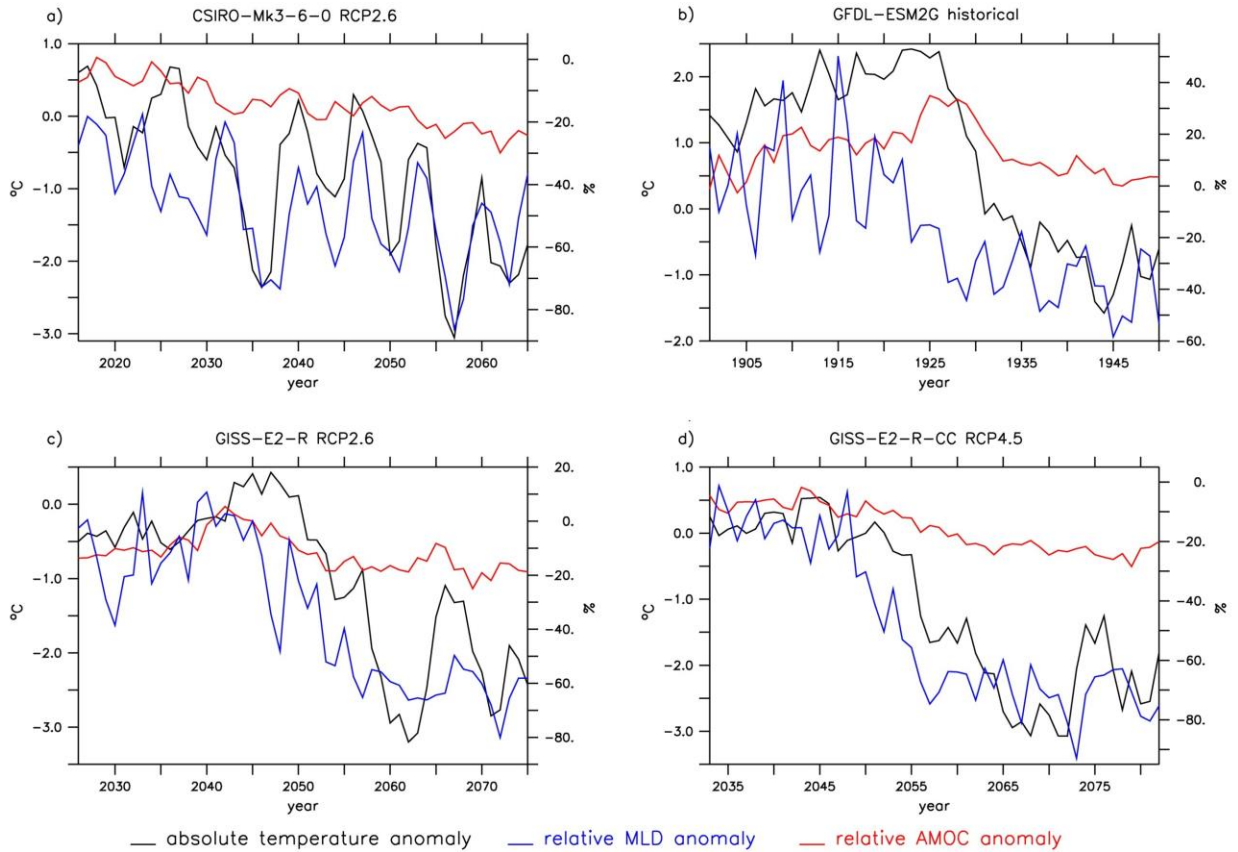 a) CSIRO-Mk3-6-0 RCP2.6
1.0
0.0
-1.0
-2.0
-3.0
°C
0.
-20.
-40.
-60.
-80.
%
2020 2030 2040 2050 2060
year
b) GFDL-ESM2G historical
2.0
1.0
0.0
-1.0
-2.0
°C
40.
20.
0.
-20.
-40.
-60.
%
1905 1915 1925 1935 1945
year
c) GISS-E2-R RCP2.6
0.0
-1.0
-2.0
-3.0
°C
20.
0.
-20.
-40.
-60.
-80.
%
2030 2040 2050 2060 2070
year
d) GISS-E2-R-CC RCP4.5
1.0
0.0
-1.0
-2.0
-3.0
°C
0.
-20.
-40.
-60.
-80.
%
2035 2045 2055 2065 2075
year
absolute temperature anomaly relative MLD anomaly relative AMOC anomaly